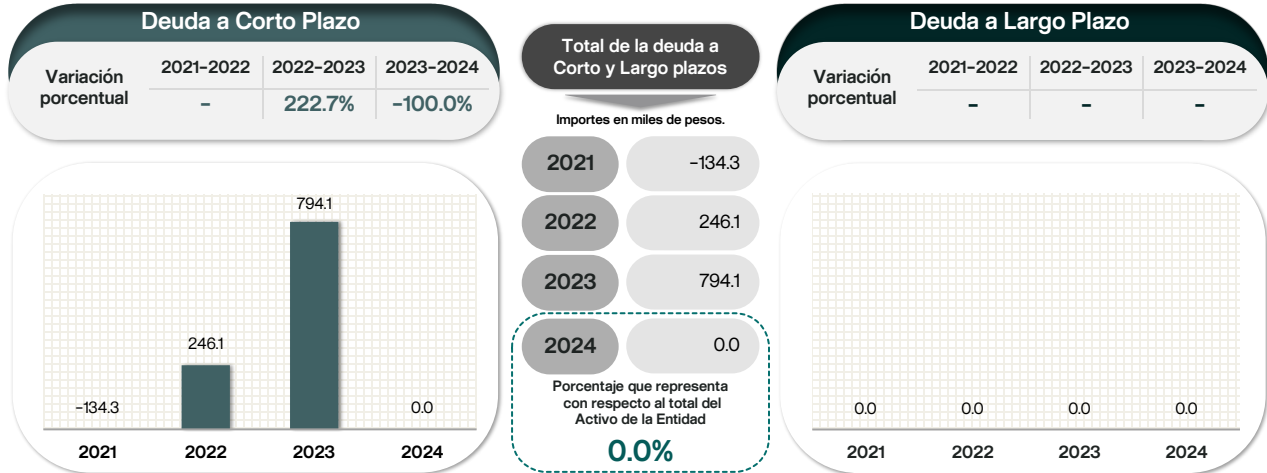 Deuda a Corto Plazo
Variación
porcentual
2021-2022 2022-2023 2023-2024
- 222.7% -100.0%
794.1
246.1
-134.3
0.0
2021 2022 2023 2024
Total de la deuda a
Corto y Largo plazos
Importes en miles de pesos.
2021 -134.3
2022 246.1
2023 794.1
2024 0.0
Porcentaje que representa
con respecto al total del
Activo de la Entidad
0.0%
Deuda a Largo Plazo
Variación
porcentual
2021-2022 2022-2023 2023-2024
- - -
0.0 0.0 0.0 0.0
2021 2022 2023 2024